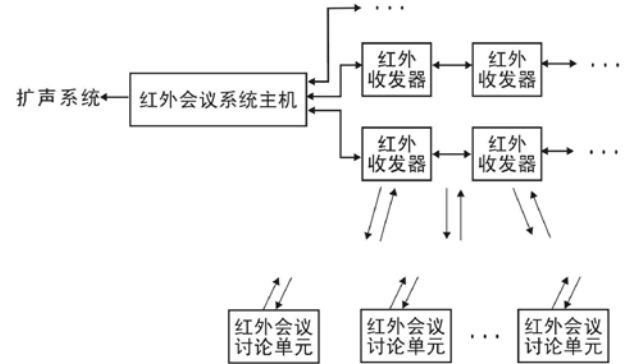 ···
红外
收发器
红外
收发器
···
扩声系统
红外会议系统主机
红外
收发器
红外
收发器
···
红外会议
讨论单元
红外会议
讨论单元
···
红外会议
讨论单元